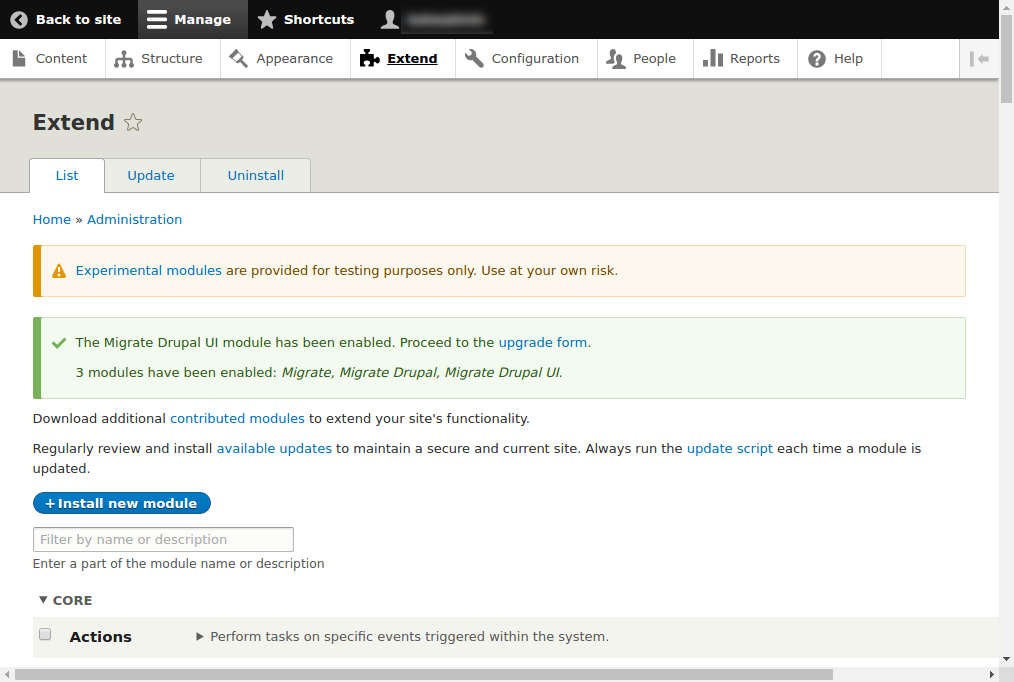 Back to site Manage Shortcuts
Content Structure Appearance Extend Configuration People Reports Help
Extend
List Update Uninstall
Home » Administration
Experimental modules are provided for testing purposes only. Use at your own risk.
The Migrate Drupal UI module has been enabled. Proceed to the upgrade form.
3 modules have been enabled: Migrate, Migrate Drupal, Migrate Drupal UI.
Download additional contributed modules to extend your site's functionality.
Regularly review and install available updates to maintain a secure and current site. Always run the update script each time a module is
updated.
+Install new module
Filter by name or description
Enter a part of the module name or description
▼ CORE
Actions ▶ Perform tasks on specific events triggered within the system.